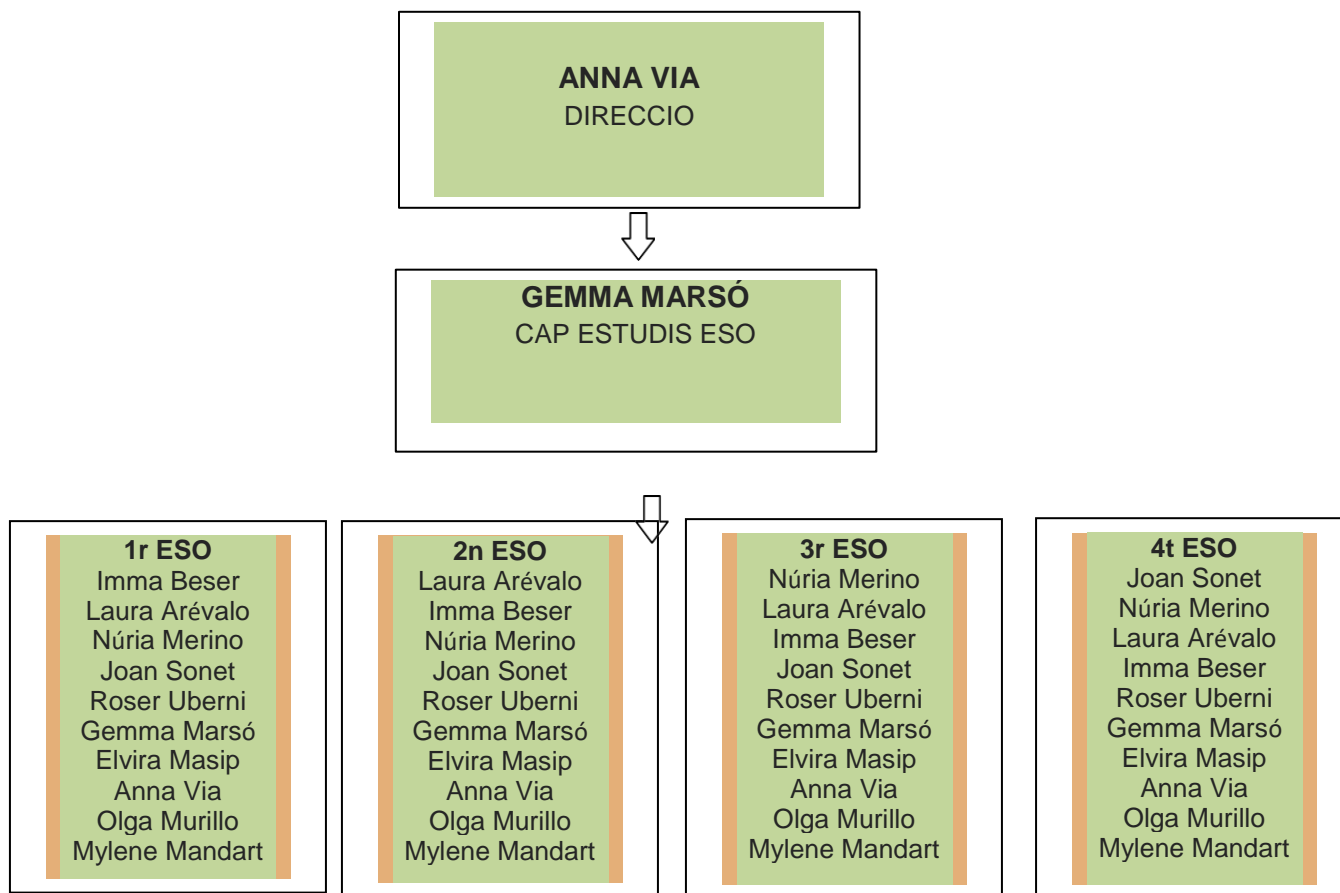 ANNA VIA
DIRECCIO
GEMMA MARSÓ
CAP ESTUDIS ESO
1r ESO
Imma Beser
Laura Arévalo
Núria Merino
Joan Sonet
Roser Uberni
Gemma Marsó
Elvira Masip
Anna Via
Olga Murillo
Mylene Mandart
2n ESO
Laura Arévalo
Imma Beser
Núria Merino
Joan Sonet
Roser Uberni
Gemma Marsó
Elvira Masip
Anna Via
Olga Murillo
Mylene Mandart
3r ESO
Núria Merino
Laura Arévalo
Imma Beser
Joan Sonet
Roser Uberni
Gemma Marsó
Elvira Masip
Anna Via
Olga Murillo
Mylene Mandart
4t ESO
Joan Sonet
Núria Merino
Laura Arévalo
Imma Beser
Roser Uberni
Gemma Marsó
Elvira Masip
Anna Via
Olga Murillo
Mylene Mandart